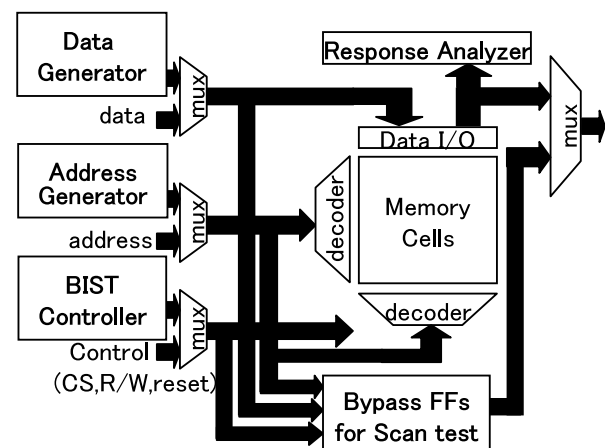 Data
Generator
mux
data
Response Analyzer
mux
Data I/O
Address
Generator
mux
address
decoder
Memory
Cells
BIST
Controller
mux
decoder
Control
(CS,R/W,reset)
Bypass FFs
for Scan test